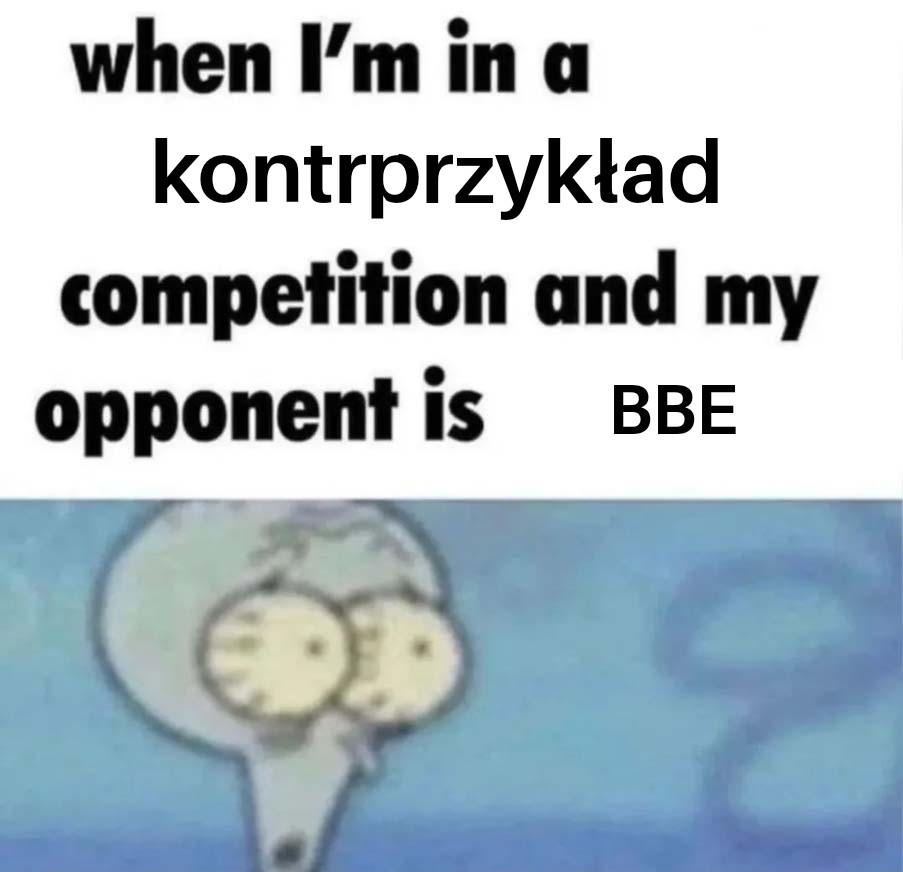 when I'm in a
kontrprzykład
competition and my
opponent is BBE